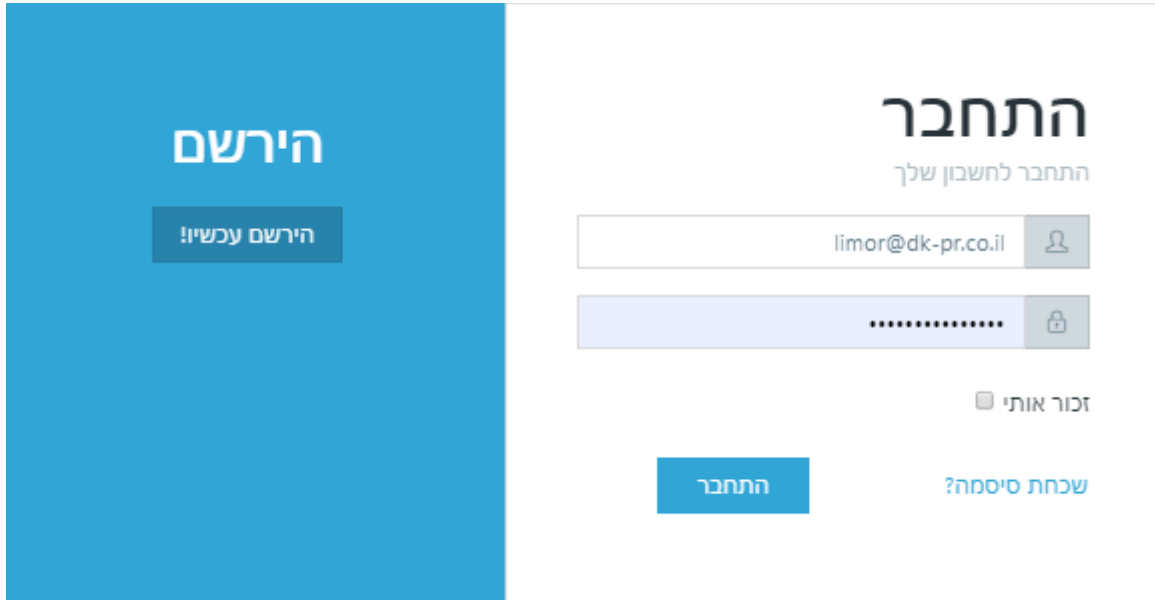 התחבר
התחבר לחשבון שלך
limor@dk-pr.co.il
•••••••••••••••
זכור אותי
שכחת סיסמה?
התחבר
הירשם
הירשם עכשיו!